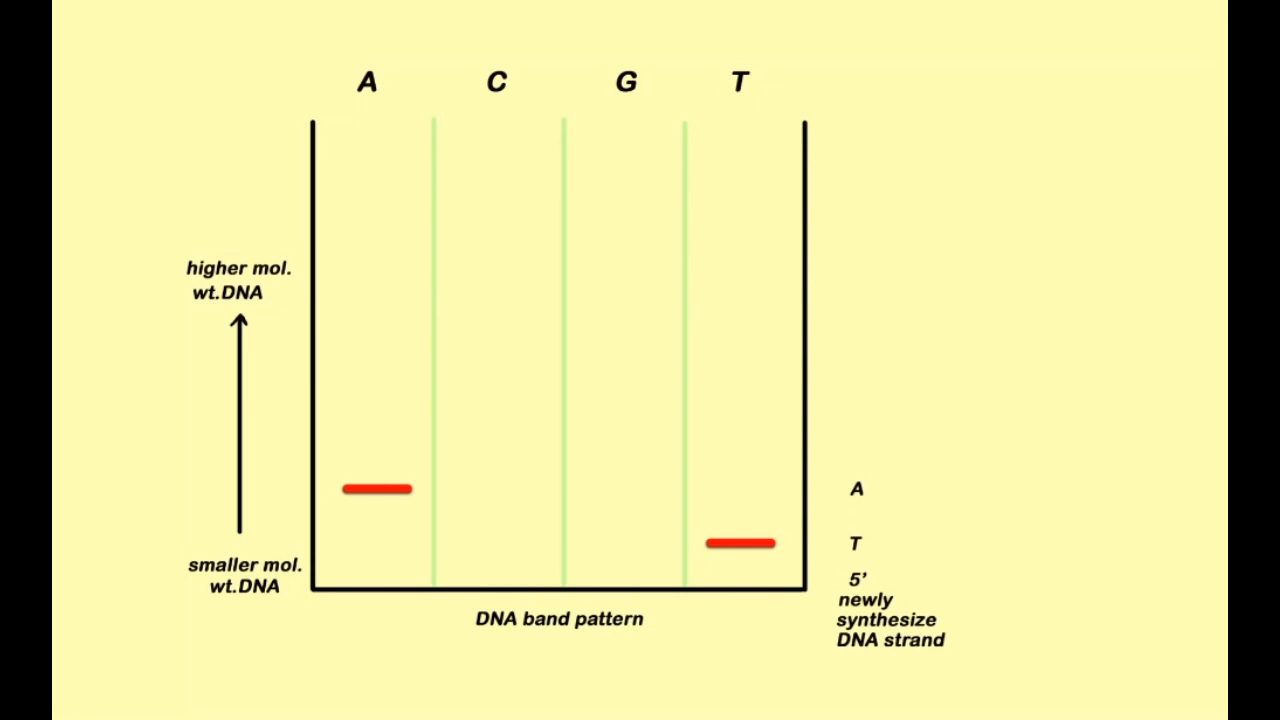 A C G T
higher mol.
wt.DNA
A
T
smaller mol.
wt.DNA
5’
newly
synthesize
DNA strand
DNA band pattern